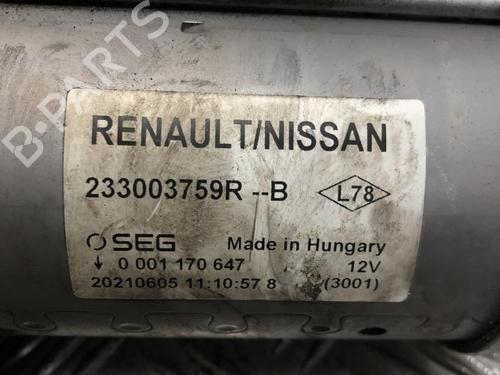 B-PARTS
RENAULT/NISSAN
233003759R --B L78
SEG Made in Hungary
↓ 0 001 170 647 12V
20210605 11:10:57 8 (3001)